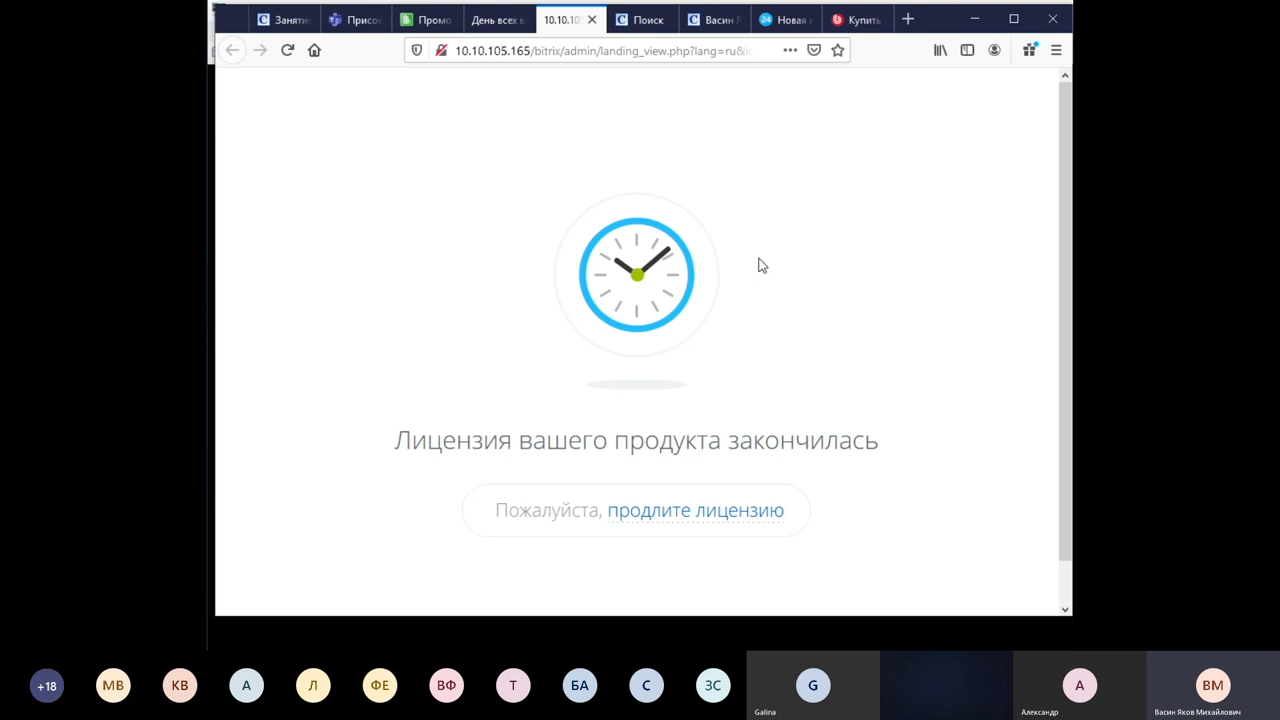 Заняти
Присое
Промо
День всех в
10.10.10
Поиск
Васин Я
Новая
Купить
10.10.105.165/bitrix/admin/landing_view.php?lang=ru&
Лицензия вашего продукта закончилась
Пожалуйста, продлите лицензию
+18
МВ
КВ
А
Л
ФЕ
ВФ
Т
БА
С
ЗС
G
А
ВМ
Galina
Александр
Васин Яков Михайлович